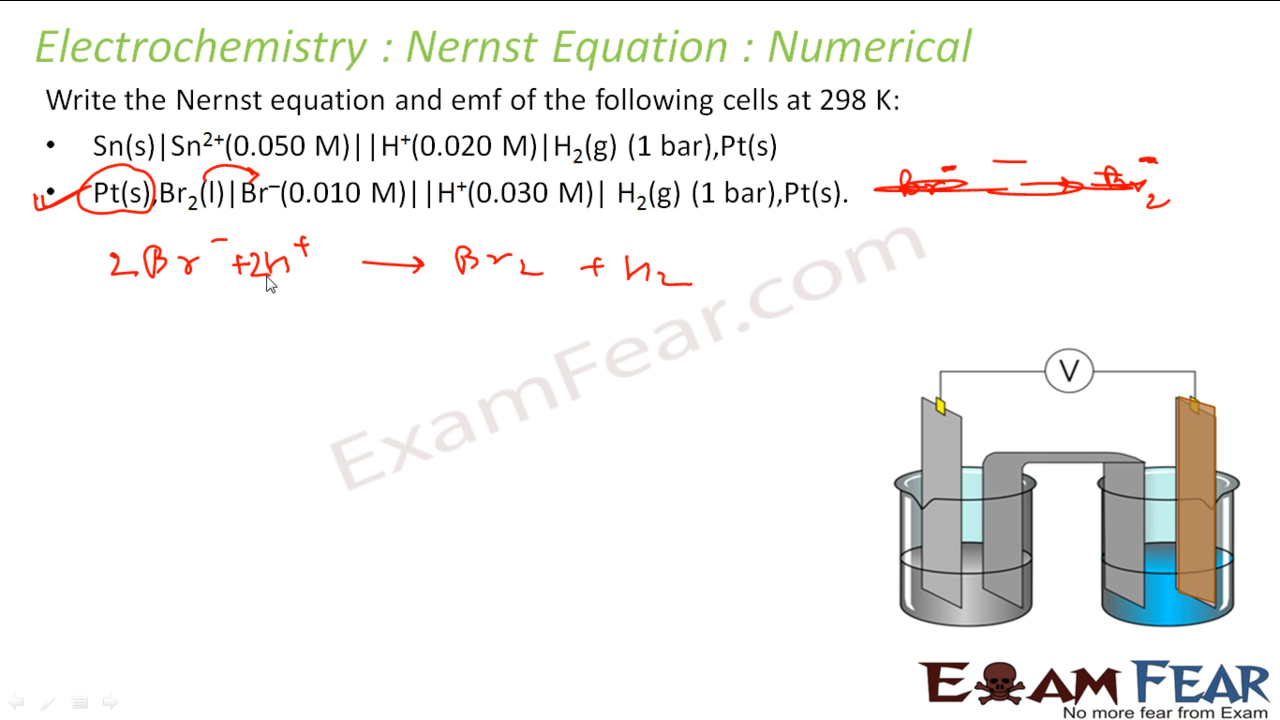 Electrochemistry : Nernst Equation : Numerical
Write the Nernst equation and emf of the following cells at 298 K:
• Sn(s)|Sn²⁺(0.050 M)||H⁺(0.020 M)|H₂(g) (1 bar),Pt(s)
• Pt(s),Br₂(l)|Br⁻(0.010 M)||H⁺(0.030 M)| H₂(g) (1 bar),Pt(s).
2Br⁻ + 2H⁺ → Br₂ + H₂
ExamFear.com
V
EXAM FEAR
No more fear from Exam